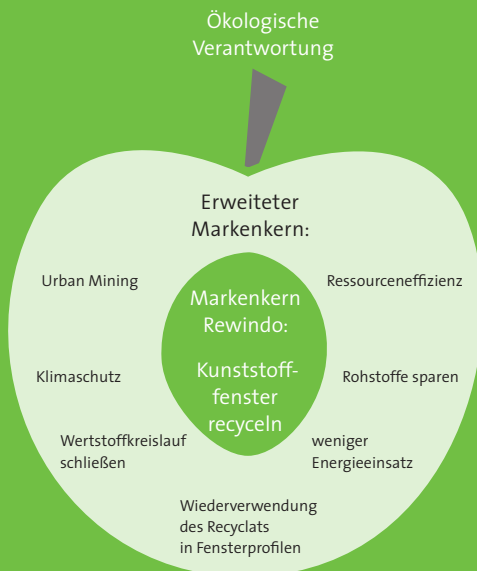 Ökologische
Verantwortung
Erweiteter
Markenkern:
Urban Mining
Ressourceneffizienz
Markenkern
Rewindo:
Kunststoff-
fenster
recyceln
Klimaschutz
Rohstoffe sparen
Wertstoffkreislauf
schließen
weniger
Energieeinsatz
Wiederverwendung
des Recyclats
in Fensterprofilen